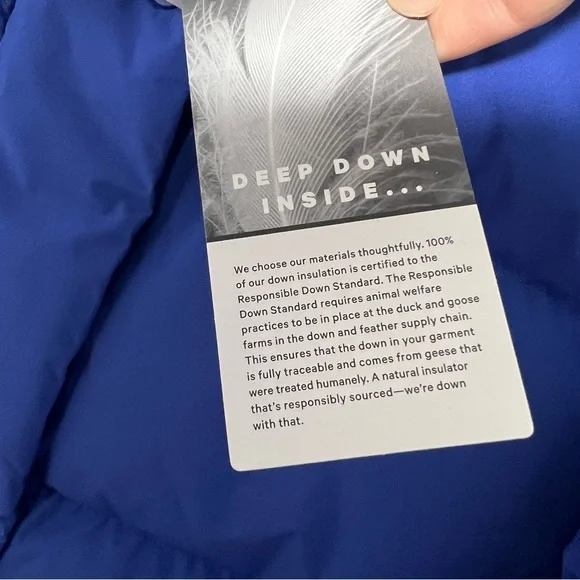 DEEP DOWN
INSIDE...
We choose our materials thoughtfully. 100%
of our down insulation is certified to the
Responsible Down Standard. The Responsible
Down Standard requires animal welfare
practices to be in place at the duck and goose
farms in the down and feather supply chain.
This ensures that the down in your garment
is fully traceable and comes from geese that
were treated humanely. A natural insulator
that's responsibly sourced—we're down
with that.